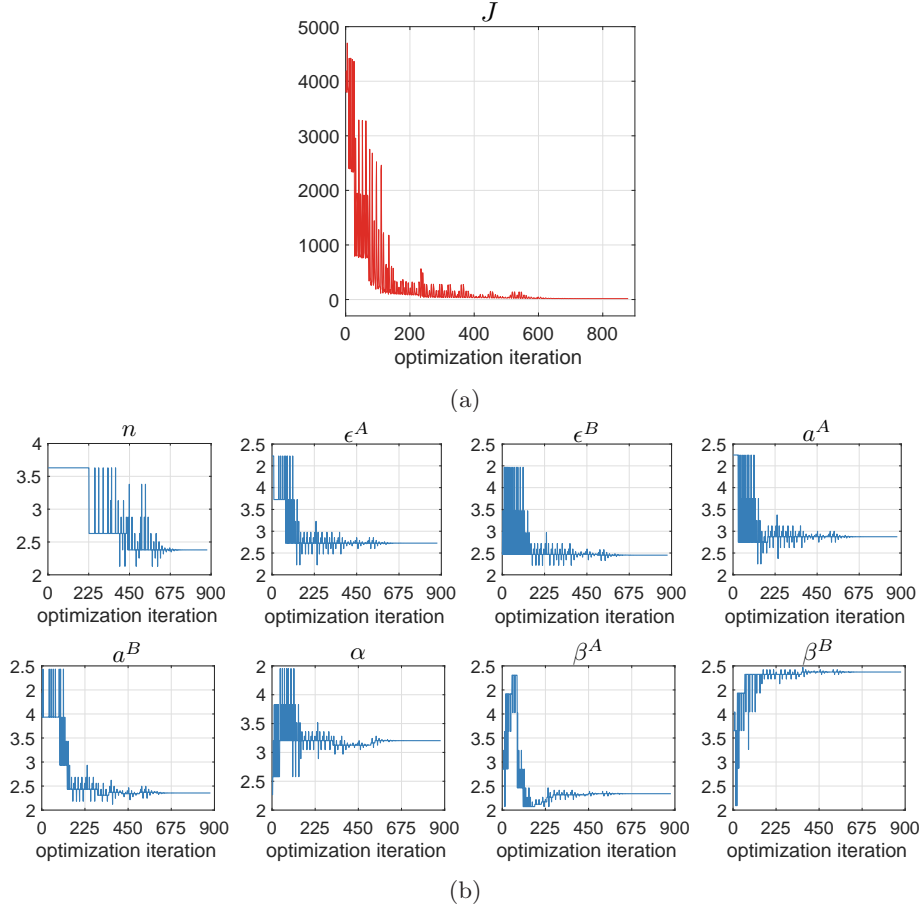 J
5000
4000
3000
2000
1000
0
0 200 400 600 800
optimization iteration
(a)
n ϵ^A ϵ^B a^A
4 2.5 2.5 2.5
3.5 2 2 2
3 4 4 4
2.5 3.5 3.5 3.5
2 3 3 3
2.5 2.5 2.5
2 2 2
0 225 450 675 900 0 225 450 675 900 0 225 450 675 900 0 225 450 675 900
optimization iteration optimization iteration optimization iteration optimization iteration
a^B α β^A β^B
2.5 2 2.5 2.5
2 4 2 2
4 3.5 4 4
3.5 3 3.5 3.5
3 2.5 3 3
2.5 2 2.5 2.5
2 2 2
0 225 450 675 900 0 225 450 675 900 0 225 450 675 900 0 225 450 675 900
optimization iteration optimization iteration optimization iteration optimization iteration
(b)